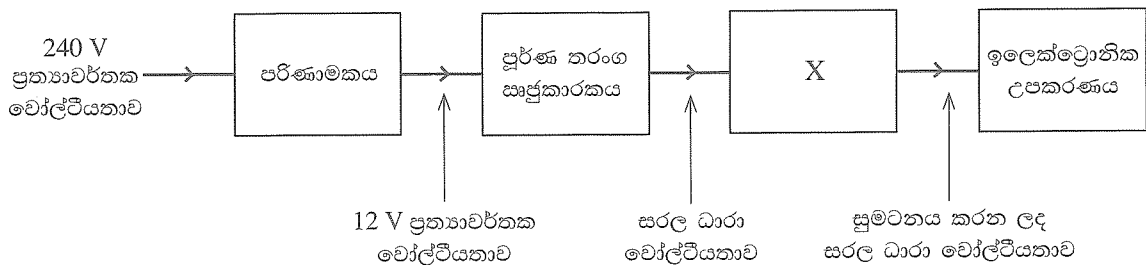 240 V
ප්‍රත්‍යාවර්තක
වෝල්ටීයතාව
පරිණාමකය
පූර්ණ තරංග
ඍජුකාරකය
X
ඉලෙක්ට්‍රොනික
උපකරණය
12 V ප්‍රත්‍යාවර්තක
වෝල්ටීයතාව
සරල ධාරා
වෝල්ටීයතාව
සුමටනය කරන ලද
සරල ධාරා වෝල්ටීයතාව